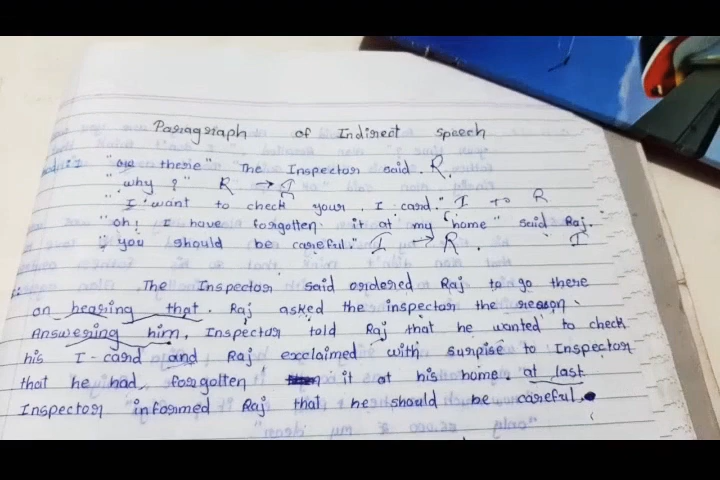 Paragraph of Indirect speech
"Go there" The Inspector said. R.
"why?" R → I
"I want to check your I card." I to R
"oh! I have forgotten it at my home" said Raj.
"you should be careful." I → R. I
The Inspector said ordered Raj to go there
on hearing that. Raj asked the inspector the reason.
Answering him, Inspector told Raj that he wanted to check
his I-card and Raj exclaimed with surprise to Inspector
that he had forgotten it at his home. at last
Inspector informed Raj that he should be careful.